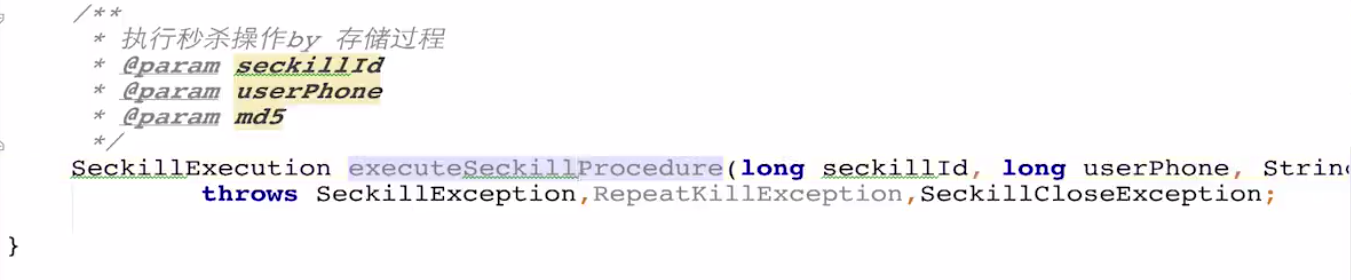 /**
* 执行秒杀操作by 存储过程
* @param seckillId
* @param userPhone
* @param md5
*/
SeckillExecution executeSeckillProcedure(long seckillId, long userPhone, Strin
throws SeckillException,RepeatKillException,SeckillCloseException;
}